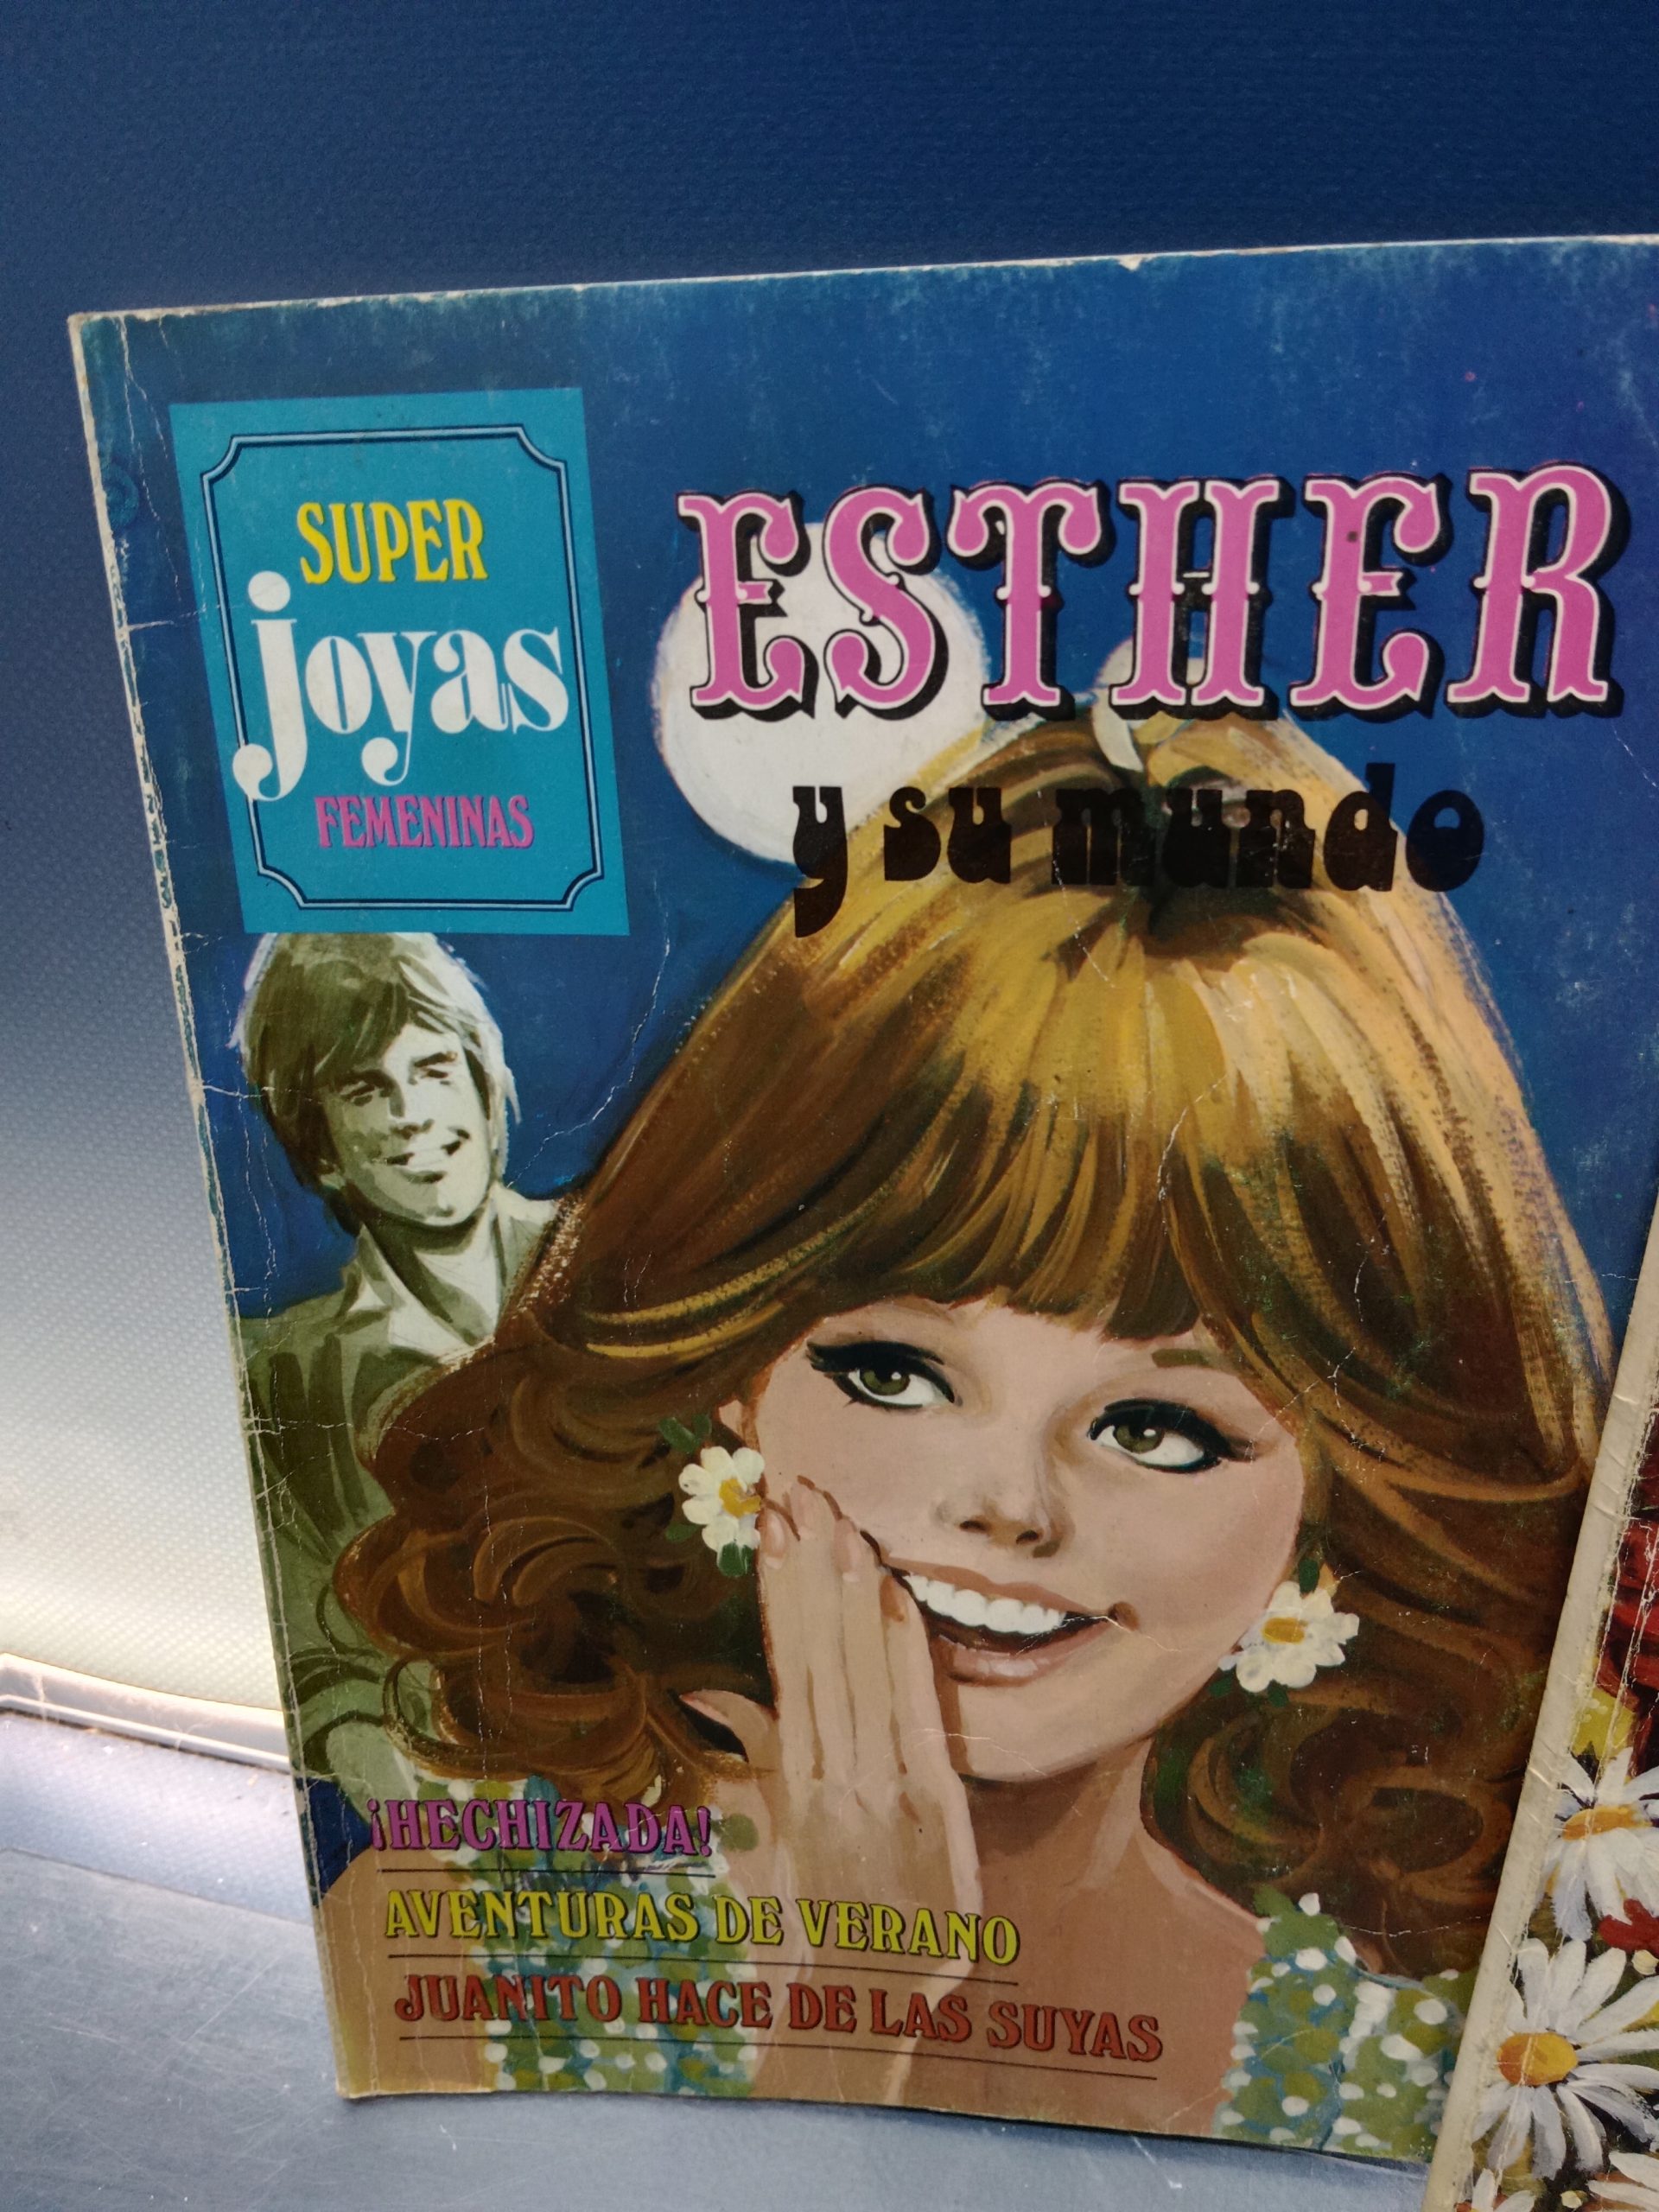 SUPER
joyas
FEMENINAS
ESTHER
y su mundo
¡HECHIZADA!
AVENTURAS DE VERANO
JUANITO HACE DE LAS SUYAS